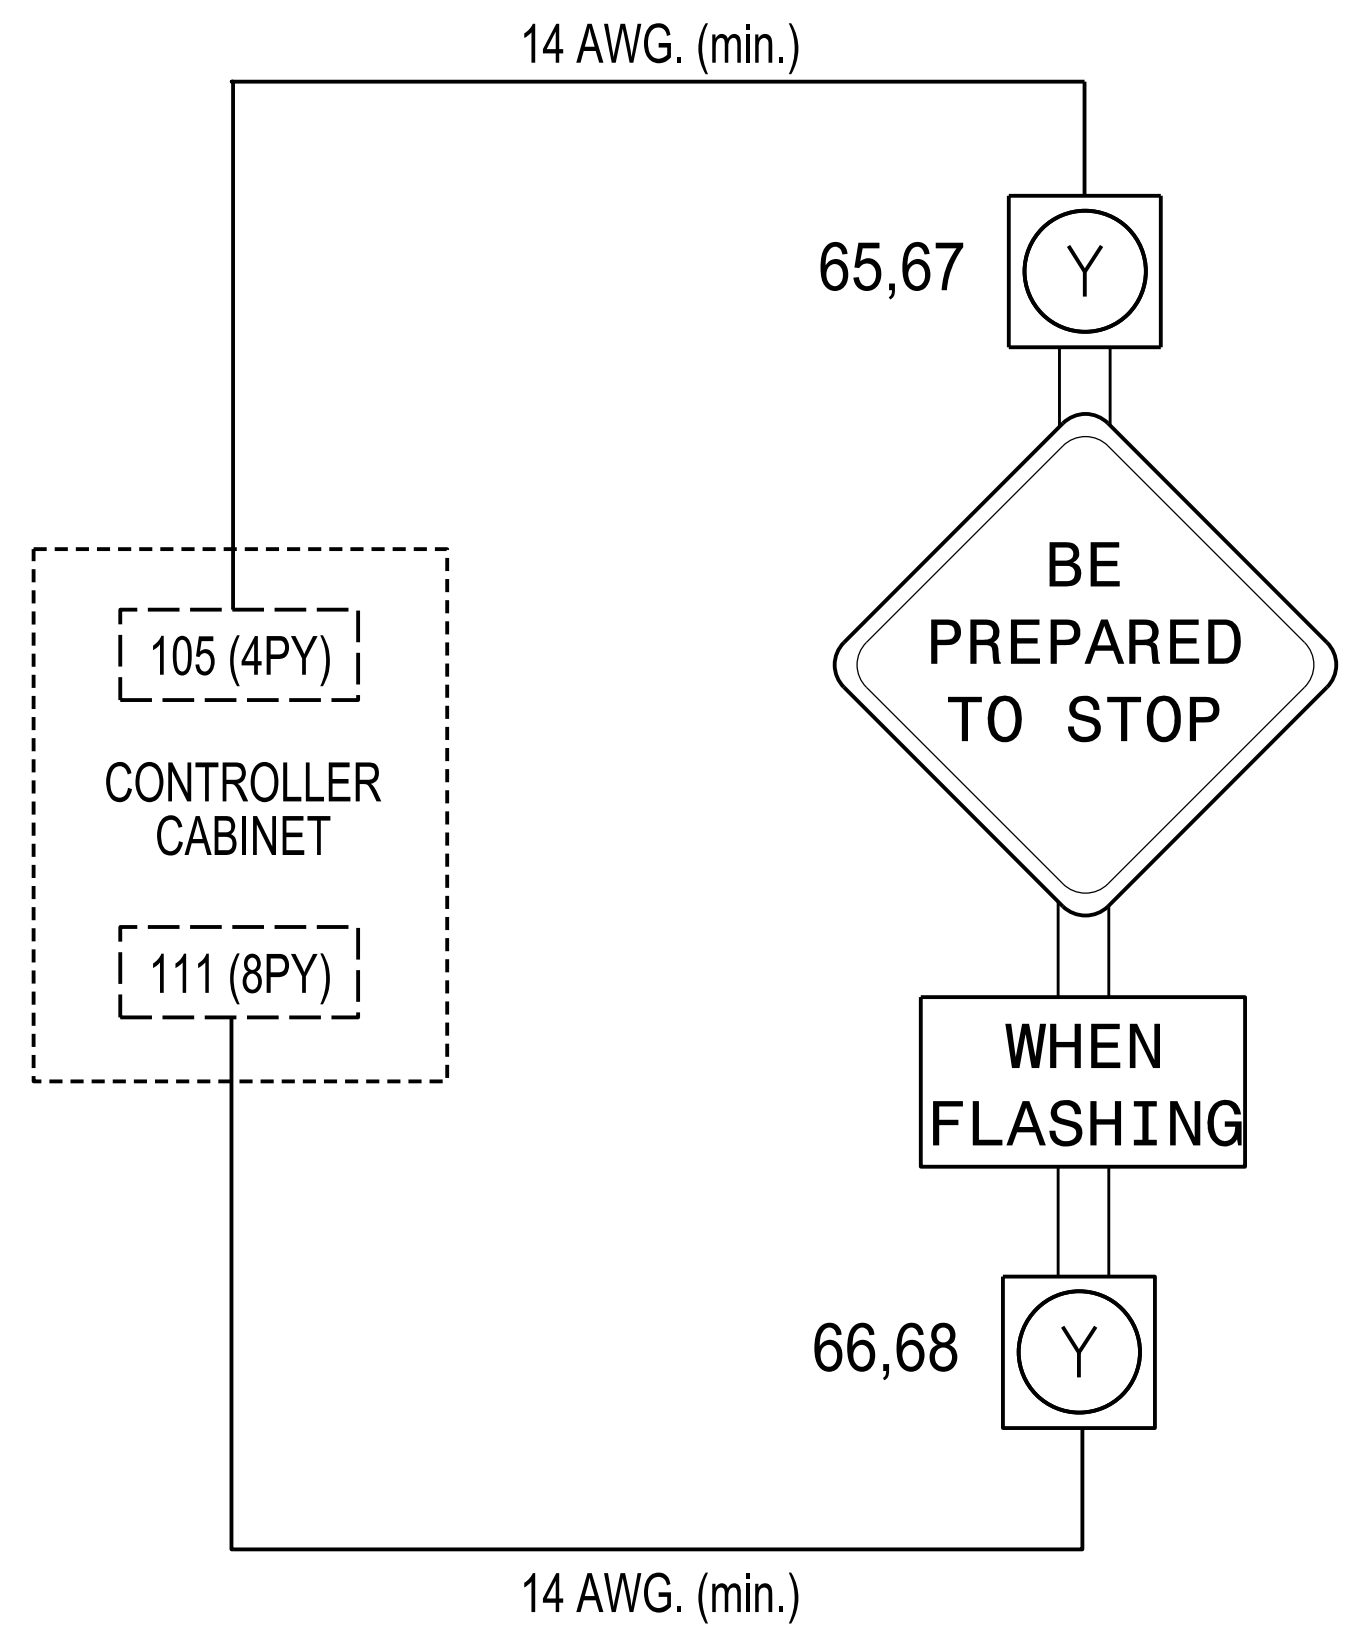 14 AWG. (min.)
65,67
Y
BE
PREPARED
TO STOP
105 (4PY)
CONTROLLER
CABINET
111 (8PY)
WHEN
FLASHING
66,68
Y
14 AWG. (min.)